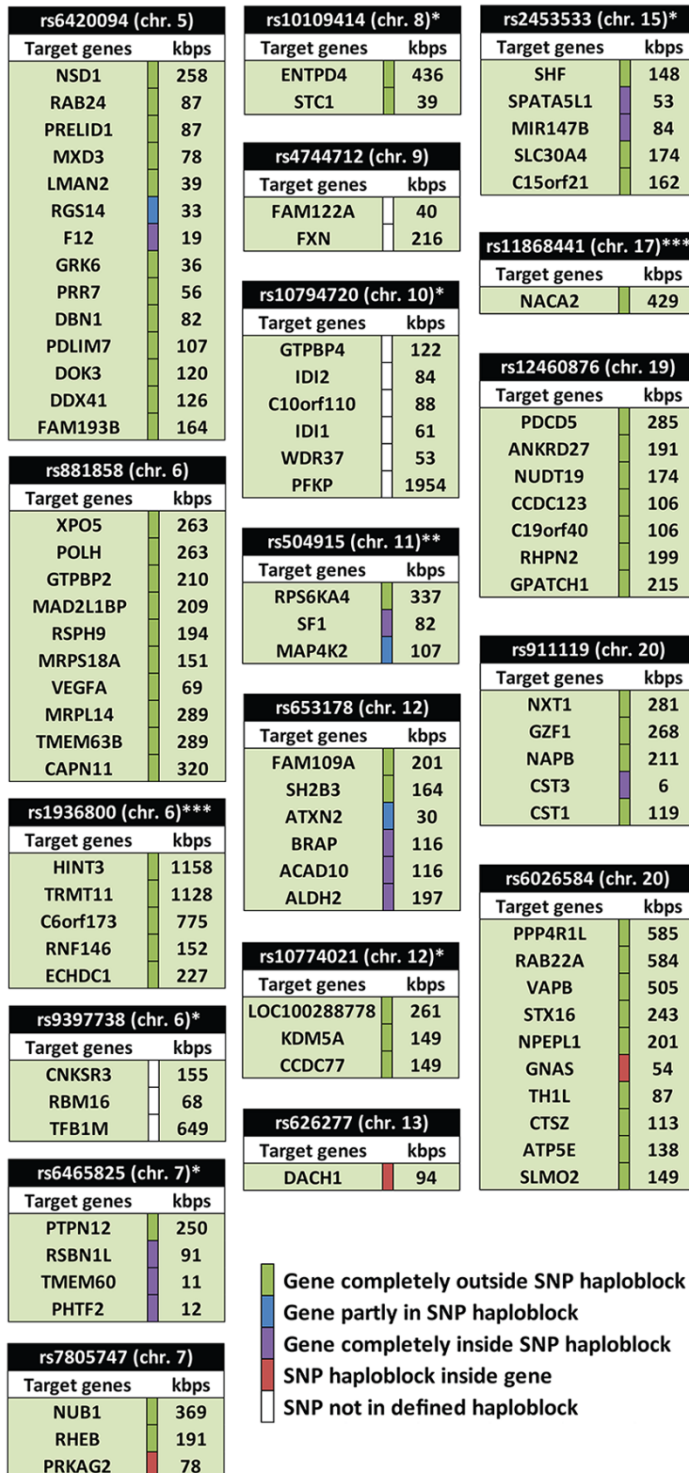 rs6420094 (chr. 5)
Target genes kbps
NSD1 258
RAB24 87
PRELID1 87
MXD3 78
LMAN2 39
RGS14 33
F12 19
GRK6 36
PRR7 56
DBN1 82
PDLIM7 107
DOK3 120
DDX41 126
FAM193B 164
rs881858 (chr. 6)
Target genes kbps
XPO5 263
POLH 263
GTPBP2 210
MAD2L1BP 209
RSPH9 194
MRPS18A 151
VEGFA 69
MRPL14 289
TMEM63B 289
CAPN11 320
rs1936800 (chr. 6)***
Target genes kbps
HINT3 1158
TRMT11 1128
C6orf173 775
RNF146 152
ECHDC1 227
rs9397738 (chr. 6)*
Target genes kbps
CNKSR3 155
RBM16 68
TFB1M 649
rs6465825 (chr. 7)*
Target genes kbps
PTPN12 250
RSBN1L 91
TMEM60 11
PHTF2 12
rs7805747 (chr. 7)
Target genes kbps
NUB1 369
RHEB 191
PRKAG2 78
rs10109414 (chr. 8)*
Target genes kbps
ENTPD4 436
STC1 39
rs4744712 (chr. 9)
Target genes kbps
FAM122A 40
FXN 216
rs10794720 (chr. 10)*
Target genes kbps
GTPBP4 122
IDI2 84
C10orf110 88
IDI1 61
WDR37 53
PFKP 1954
rs504915 (chr. 11)**
Target genes kbps
RPS6KA4 337
SF1 82
MAP4K2 107
rs653178 (chr. 12)
Target genes kbps
FAM109A 201
SH2B3 164
ATXN2 30
BRAP 116
ACAD10 116
ALDH2 197
rs10774021 (chr. 12)*
Target genes kbps
LOC100288778 261
KDM5A 149
CCDC77 149
rs626277 (chr. 13)
Target genes kbps
DACH1 94
rs2453533 (chr. 15)*
Target genes kbps
SHF 148
SPATA5L1 53
MIR147B 84
SLC30A4 174
C15orf21 162
rs11868441 (chr. 17)***
Target genes kbps
NACA2 429
rs12460876 (chr. 19)
Target genes kbps
PDCD5 285
ANKRD27 191
NUDT19 174
CCDC123 106
C19orf40 106
RHPN2 199
GPATCH1 215
rs911119 (chr. 20)
Target genes kbps
NXT1 281
GZF1 268
NAPB 211
CST3 6
CST1 119
rs6026584 (chr. 20)
Target genes kbps
PPP4R1L 585
RAB22A 584
VAPB 505
STX16 243
NPEPL1 201
GNAS 54
TH1L 87
CTSZ 113
ATP5E 138
SLMO2 149
Gene completely outside SNP haploblock
Gene partly in SNP haploblock
Gene completely inside SNP haploblock
SNP haploblock inside gene
SNP not in defined haploblock